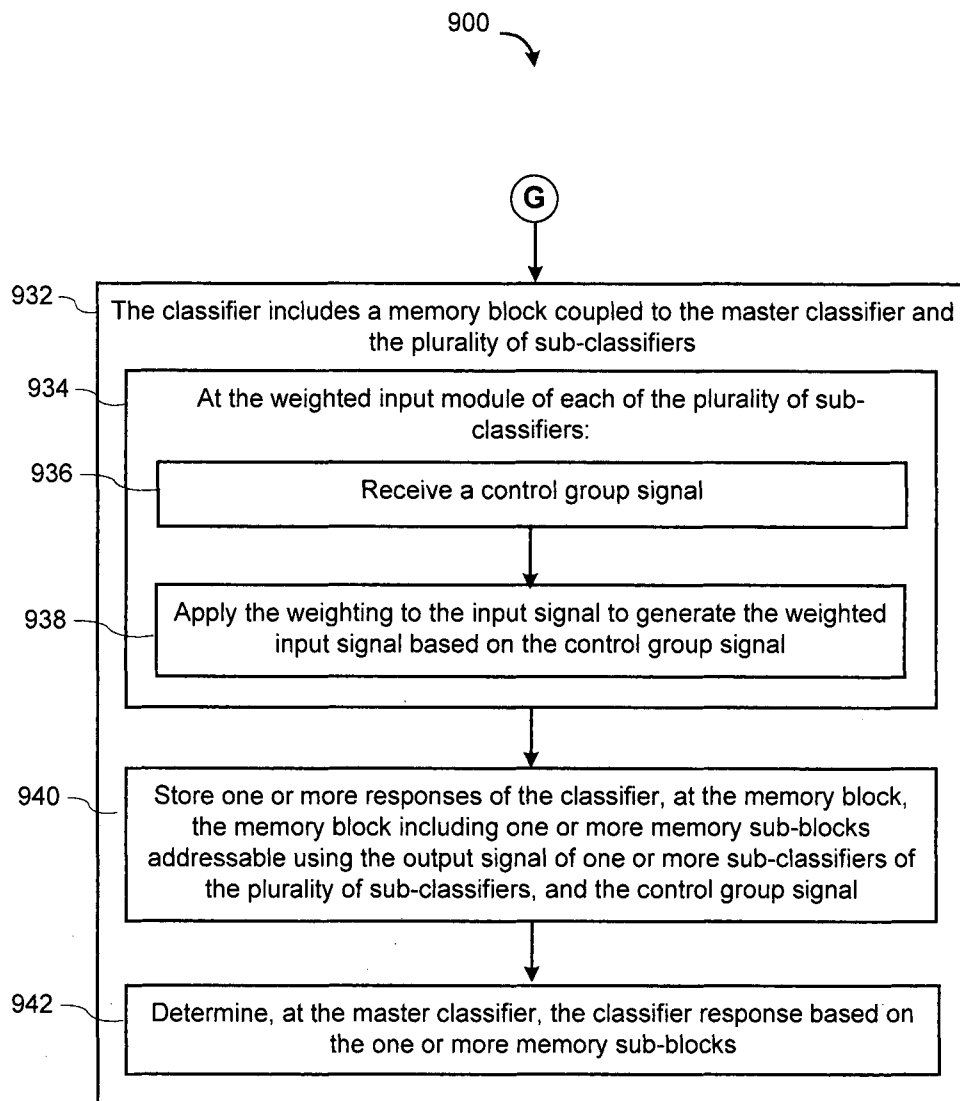 900
G
932
The classifier includes a memory block coupled to the master classifier and
the plurality of sub-classifiers
934
At the weighted input module of each of the plurality of sub-
classifiers:
936
Receive a control group signal
938
Apply the weighting to the input signal to generate the weighted
input signal based on the control group signal
940
Store one or more responses of the classifier, at the memory block,
the memory block including one or more memory sub-blocks
addressable using the output signal of one or more sub-classifiers of
the plurality of sub-classifiers, and the control group signal
942
Determine, at the master classifier, the classifier response based on
the one or more memory sub-blocks